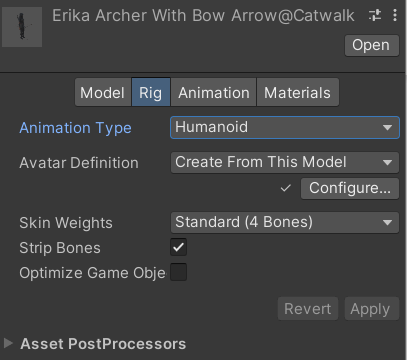 Erika Archer With Bow Arrow@Catwalk
Open
Model Rig Animation Materials
Animation Type Humanoid
Avatar Definition Create From This Model
Configure...
Skin Weights Standard (4 Bones)
Strip Bones
Optimize Game Obje
Revert Apply
Asset PostProcessors